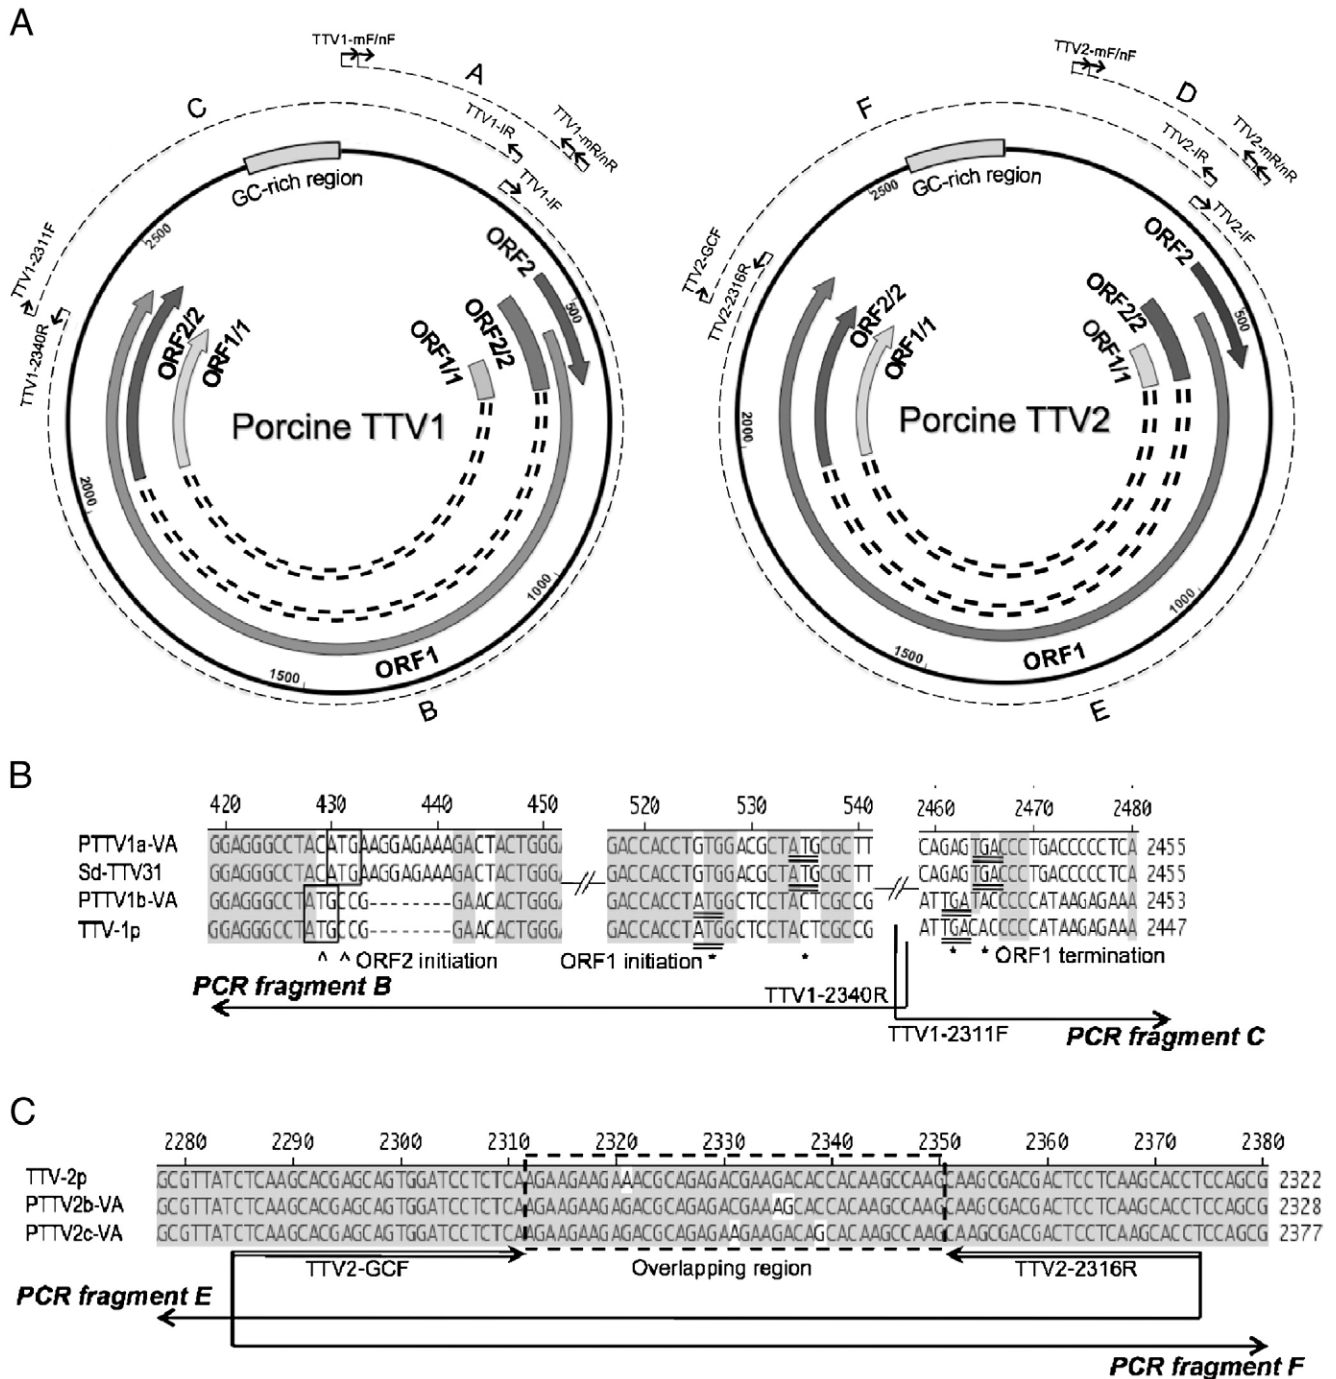 A
TTV1-mF/nF
A
C
TTV1-IR
TTV1-mR/nR
TTV1-IF
GC-rich region
2500
TTV1-2311F
TTV1-2340R
ORF2
500
ORF2/2
ORF1/1
ORF2/2
ORF1/1
Porcine TTV1
2000
1000
1500
ORF1
B
TTV2-mF/nF
D
F
TTV2-IR
TTV2-mR/nR
TTV2-IF
GC-rich region
2500
TTV2-GCF
TTV2-2316R
ORF2
500
ORF2/2
ORF1/1
ORF2/2
ORF1/1
Porcine TTV2
2000
1000
1500
ORF1
E
B
420 430 440 450 520 530 540 2460 2470 2480
PTTV1a-VA GGAGGGCCTACATGAAGGAGAAAGACTACTGGGA GACCACCTGTGGACGCTATGCGCTT CAGAGTGACCCTGACCCCCTCA 2455
Sd-TTV31 GGAGGGCCTACATGAAGGAGAAAGACTACTGGGA GACCACCTGTGGACGCTATGCGCTT CAGAGTGACCCTGACCCCCTCA 2455
PTTV1b-VA GGAGGGCCTATGCCG--------GAACACTGGGA GACCACCTATGGCTCCTACTCGCCG ATTGATACCCCCATAAGAGAAA 2453
TTV-1p GGAGGGCCTATGCCG--------GAACACTGGGA GACCACCTATGGCTCCTACTCGCCG ATTGACACCCCCATAAGAGAAA 2447
^ ^ ORF2 initiation ORF1 initiation * * * * ORF1 termination
PCR fragment B TTV1-2340R
TTV1-2311F PCR fragment C
C
2280 2290 2300 2310 2320 2330 2340 2350 2360 2370 2380
TTV-2p GCGTTATCTCAAGCACGAGCAGTGGATCCTCTCAAGAAGAAGAAACGCAGAGACGAAGACACCACAAGCCAAGCAAGCGACGACTCCTCAAGCACCTCCAGCG 2322
PTTV2b-VA GCGTTATCTCAAGCACGAGCAGTGGATCCTCTCAAGAAGAAGAGACGCAGAGACGAAAGCACCACAAGCCAAGCAAGCGACGACTCCTCAAGCACCTCCAGCG 2328
PTTV2c-VA GCGTTATCTCAAGCACGAGCAGTGGATCCTCTCAAGAAGAAGAGACGCAGAGAAGAAGACAGCACAAGCCAAGCAAGCGACGACTCCTCAAGCACCTCCAGCG 2377
TTV2-GCF Overlapping region TTV2-2316R
PCR fragment E
PCR fragment F